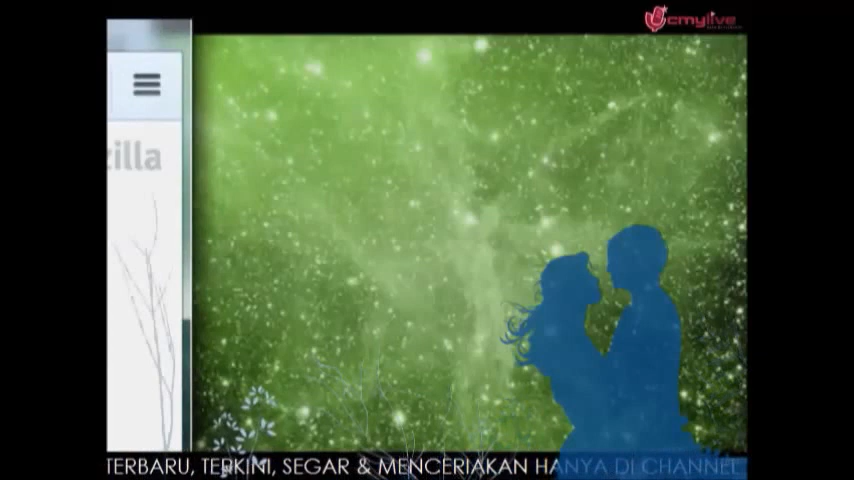 cmylive
zilla
TERBARU, TERKINI, SEGAR & MENCERIAKAN HANYA DI CHANNEL